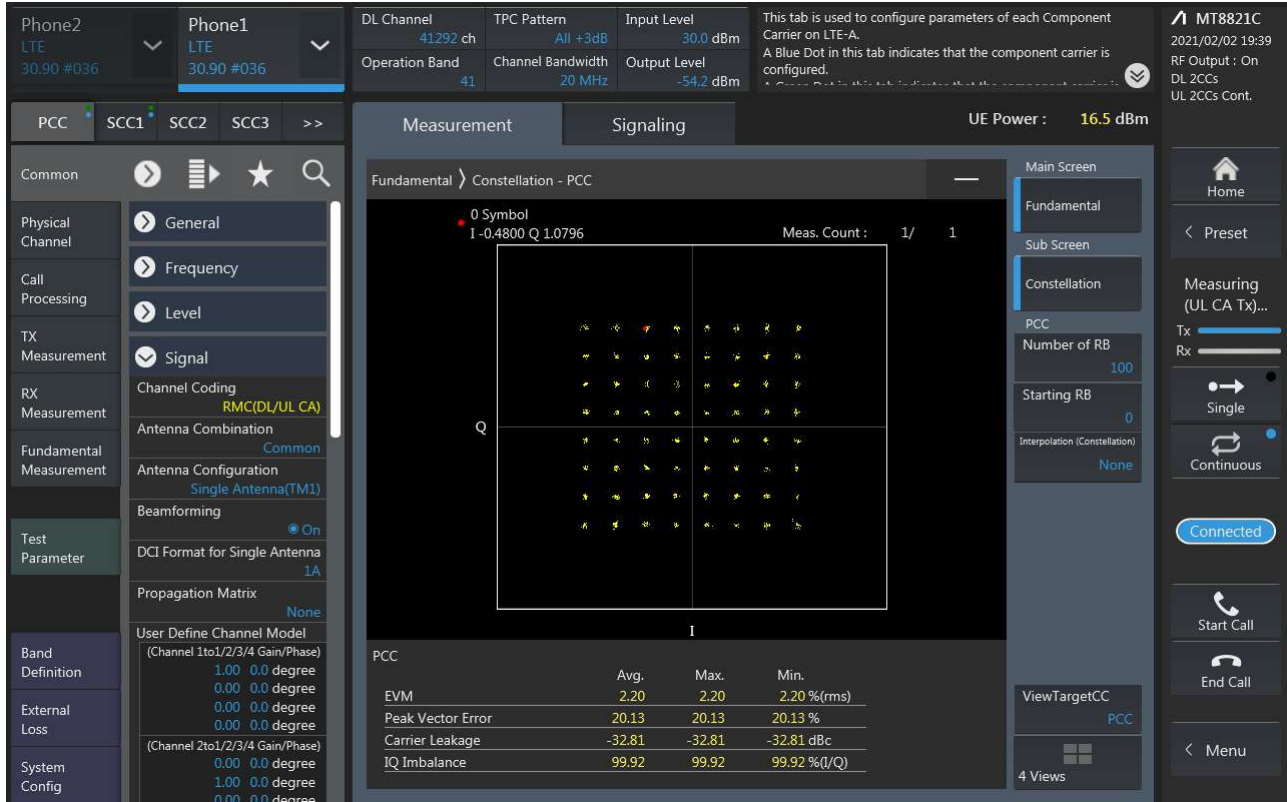 Phone2
LTE
30.90 #036
Phone1
LTE
30.90 #036
DL Channel
41292 ch
Operation Band
41
TPC Pattern
All +3dB
Channel Bandwidth
20 MHz
Input Level
30.0 dBm
Output Level
-54.2 dBm
This tab is used to configure parameters of each Component
Carrier on LTE-A.
A Blue Dot in this tab indicates that the component carrier is
configured.
MT8821C
2021/02/02 19:39
RF Output : On
DL 2CCs
UL 2CCs Cont.
PCC
SCC1
SCC2
SCC3
>>
Measurement
Signaling
UE Power : 16.5 dBm
Common
Physical
Channel
Call
Processing
TX
Measurement
RX
Measurement
Fundamental
Measurement
Test
Parameter
Band
Definition
External
Loss
System
Config
General
Frequency
Level
Signal
Channel Coding
RMC(DL/UL CA)
Antenna Combination
Common
Antenna Configuration
Single Antenna(TM1)
Beamforming
On
DCI Format for Single Antenna
1A
Propagation Matrix
None
User Define Channel Model
(Channel 1to1/2/3/4 Gain/Phase)
1.00 0.0 degree
0.00 0.0 degree
0.00 0.0 degree
0.00 0.0 degree
(Channel 2to1/2/3/4 Gain/Phase)
0.00 0.0 degree
1.00 0.0 degree
0.00 0.0 degree
Fundamental Constellation - PCC
0 Symbol
I -0.4800 Q 1.0796
Meas. Count : 1/ 1
Q
I
PCC
Avg. Max. Min.
EVM 2.20 2.20 2.20 %(rms)
Peak Vector Error 20.13 20.13 20.13 %
Carrier Leakage -32.81 -32.81 -32.81 dBc
IQ Imbalance 99.92 99.92 99.92 %(I/Q)
Main Screen
Fundamental
Sub Screen
Constellation
PCC
Number of RB
100
Starting RB
0
Interpolation (Constellation)
None
ViewTargetCC
PCC
4 Views
Home
< Preset
Measuring
(UL CA Tx)...
Tx
Rx
Single
Continuous
Connected
Start Call
End Call
< Menu